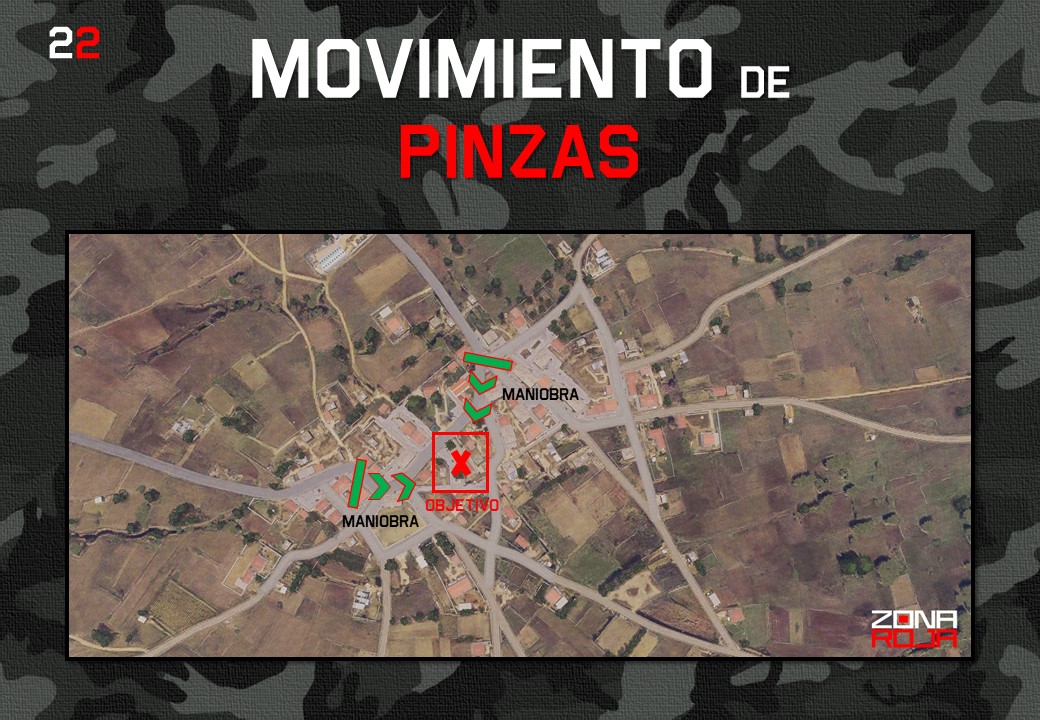 22
MOVIMIENTO DE
PINZAS
MANIOBRA
OBJETIVO
MANIOBRA
ZONA
ROJA